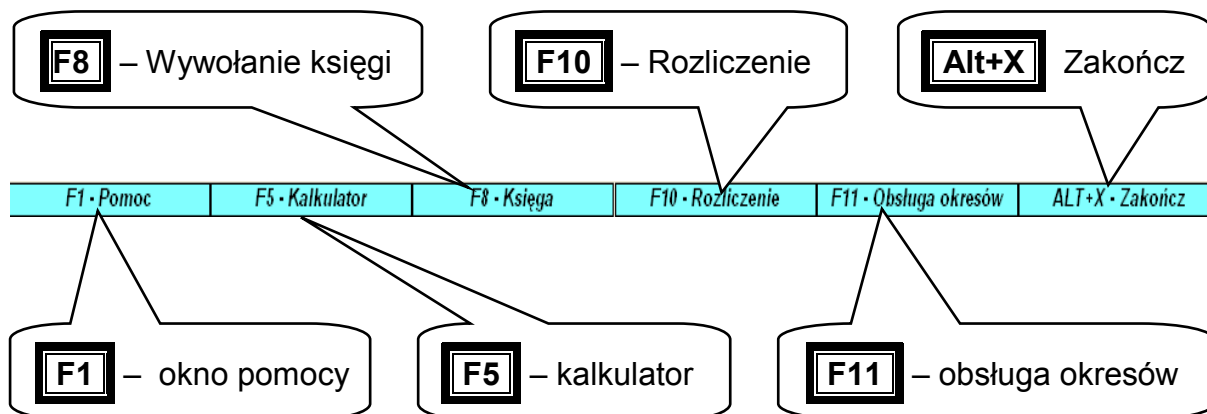 F8 – Wywołanie księgi
F10 – Rozliczenie
Alt+X Zakończ
F1 - Pomoc
F5 - Kalkulator
F8 - Księga
F10 - Rozliczenie
F11 - Obsługa okresów
ALT+X - Zakończ
F1 – okno pomocy
F5 – kalkulator
F11 – obsługa okresów